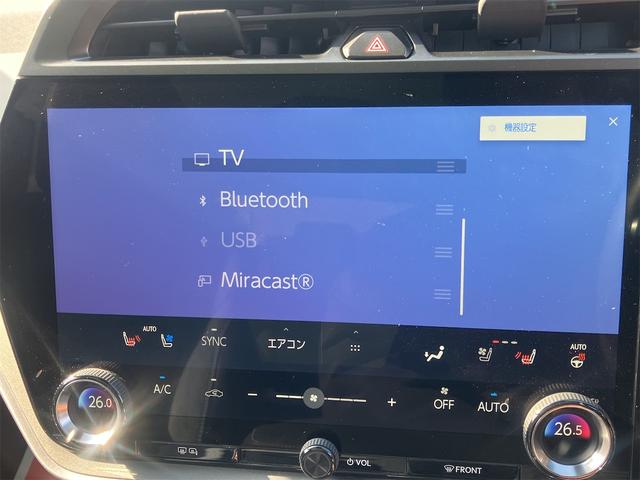 機器設定
TV
Bluetooth
USB
Miracast®
AUTO
SYNC
エアコン
AUTO
26.0
A/C
OFF
AUTO
26.5
VOL
FRONT